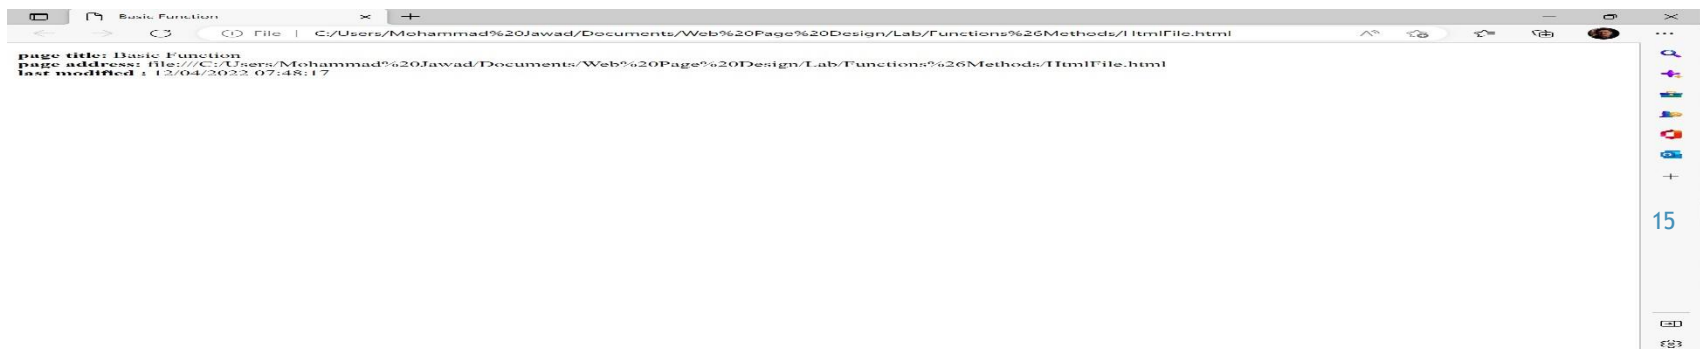 Basic Function
File | C:/Users/Mohammad%20Jawad/Documents/Web%20Page%20Design/Lab/Functions%26Methods/HtmlFile.html
page title: Basic Function
page address: file:///C:/Users/Mohammad%20Jawad/Documents/Web%20Page%20Design/Lab/Functions%26Methods/HtmlFile.html
last modified : 12/04/2022 07:48:17
15